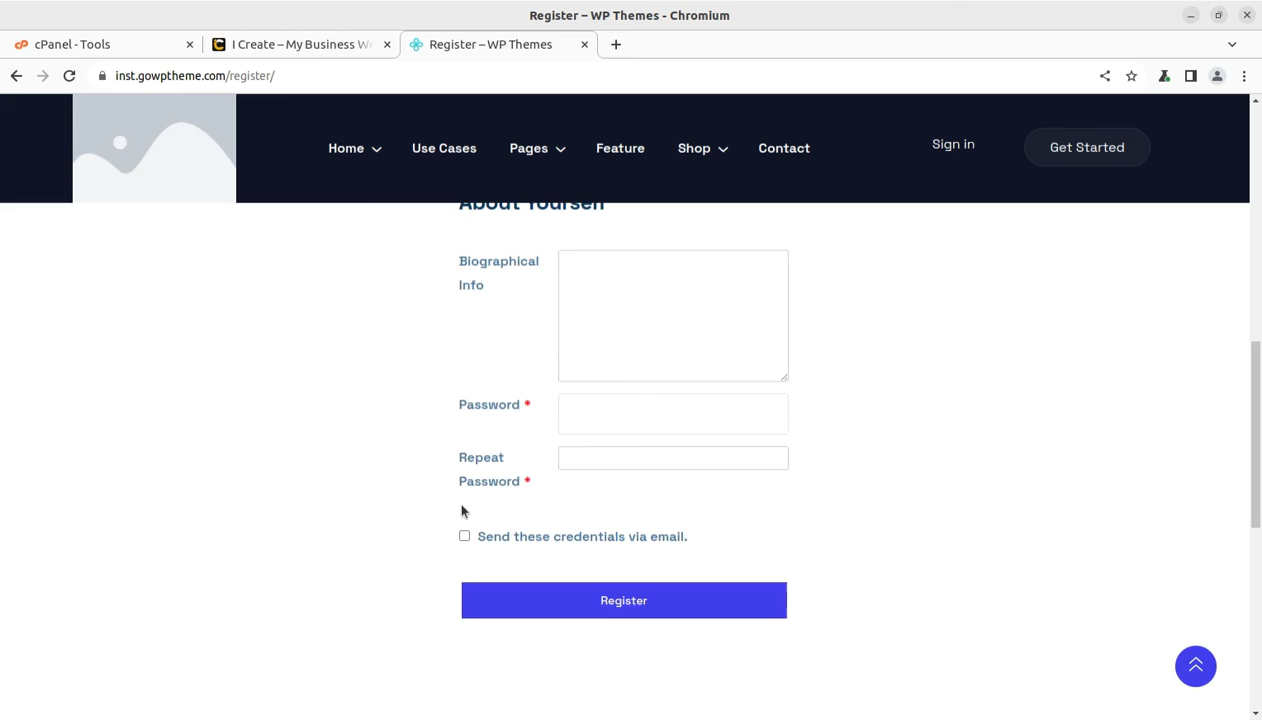 Register – WP Themes - Chromium
cPanel - Tools
I Create – My Business W
Register – WP Themes
inst.gowptheme.com/register/
Home
Use Cases
Pages
Feature
Shop
Contact
Sign in
Get Started
About Yourself
Biographical
Info
Password *
Repeat
Password *
Send these credentials via email.
Register